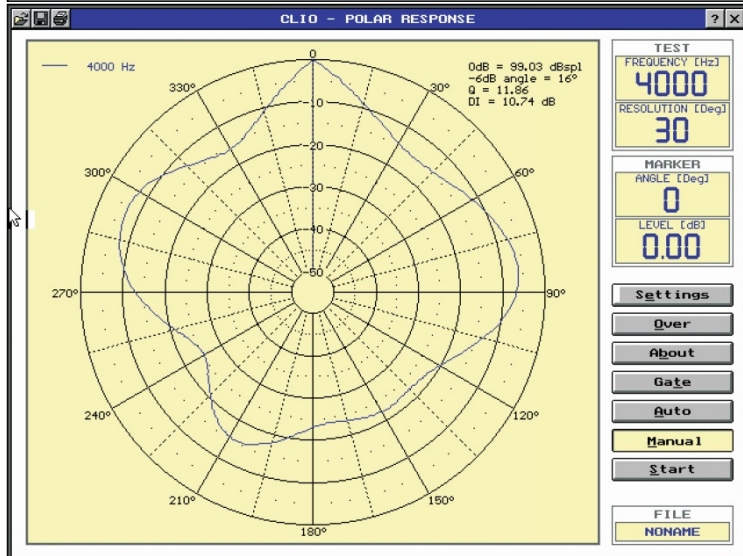 CLIO - POLAR RESPONSE
?
4000 Hz
0dB = 99.03 dBspl
-6dB angle = 16°
Q = 11.86
DI = 10.74 dB
0
330°
30°
-10
-20
300°
60°
-30
-40
-50
270°
90°
240°
120°
210°
150°
180°
TEST
FREQUENCY [Hz]
4000
RESOLUTION [Deg]
30
MARKER
ANGLE [Deg]
0
LEVEL [dB]
0.00
Settings
Over
About
Gate
Auto
Manual
Start
FILE
NONAME